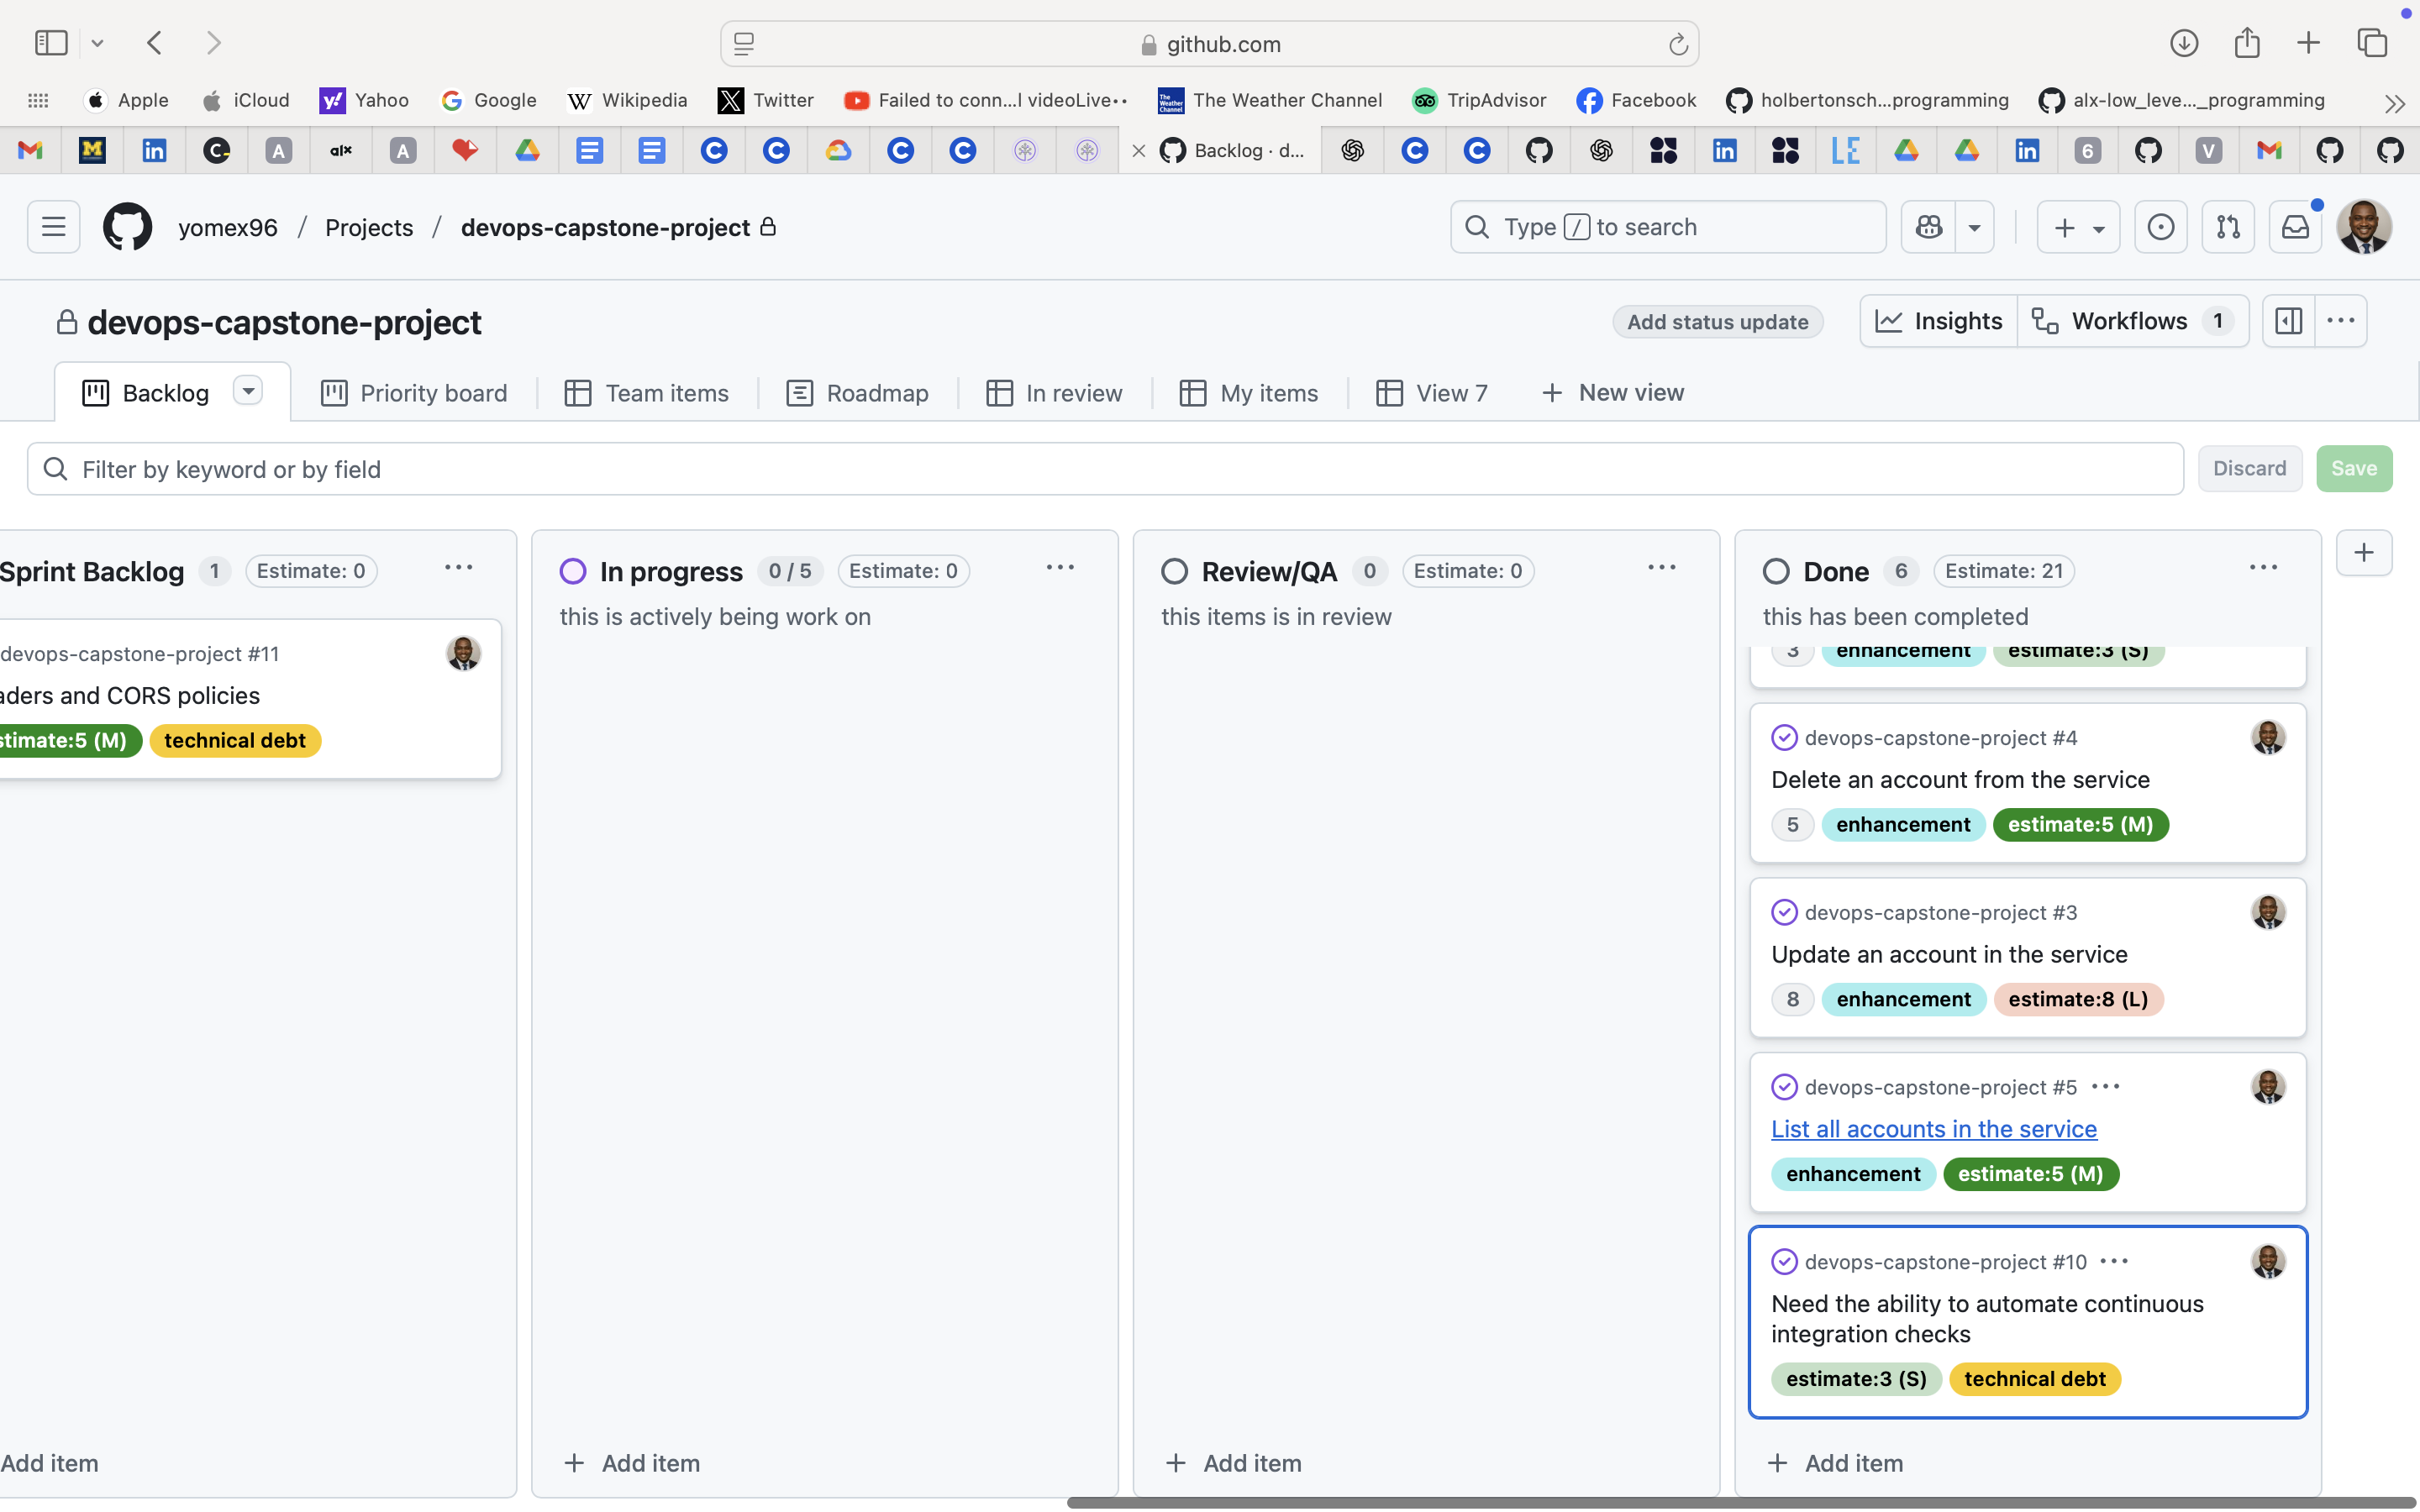 github.com
Apple
iCloud
Yahoo
Google
Wikipedia
Twitter
Failed to conn...l videoLive
The Weather Channel
TripAdvisor
Facebook
holbertonsch...programming
alx-low_leve..._programming
Backlog · d...
yomex96 / Projects / devops-capstone-project
Type / to search
devops-capstone-project
Add status update
Insights
Workflows 1
Backlog
Priority board
Team items
Roadmap
In review
My items
View 7
New view
Filter by keyword or by field
Discard
Save
Sprint Backlog 1 Estimate: 0
devops-capstone-project #11
aders and CORS policies
stimate:5 (M) technical debt
Add item
In progress 0 / 5 Estimate: 0
this is actively being work on
Add item
Review/QA 0 Estimate: 0
this items is in review
Add item
Done 6 Estimate: 21
this has been completed
3 enhancement estimate:3 (S)
devops-capstone-project #4
Delete an account from the service
5 enhancement estimate:5 (M)
devops-capstone-project #3
Update an account in the service
8 enhancement estimate:8 (L)
devops-capstone-project #5
List all accounts in the service
enhancement estimate:5 (M)
devops-capstone-project #10
Need the ability to automate continuous
integration checks
estimate:3 (S) technical debt
Add item